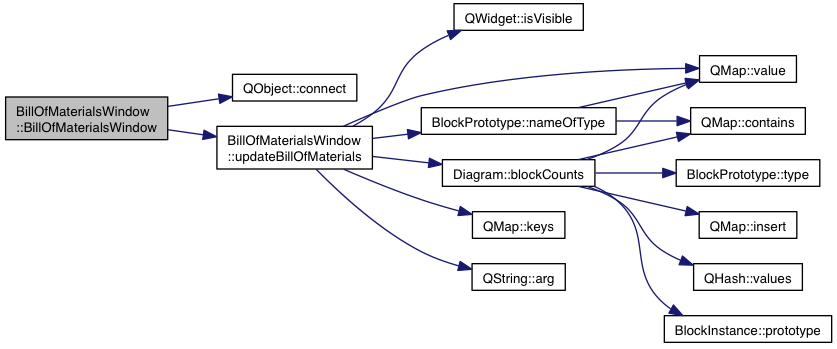 BillOfMaterialsWindow
::BillOfMaterialsWindow
QObject::connect
BillOfMaterialsWindow
::updateBillOfMaterials
QWidget::isVisible
BlockPrototype::nameOfType
Diagram::blockCounts
QMap::keys
QString::arg
QMap::value
QMap::contains
BlockPrototype::type
QMap::insert
QHash::values
BlockInstance::prototype